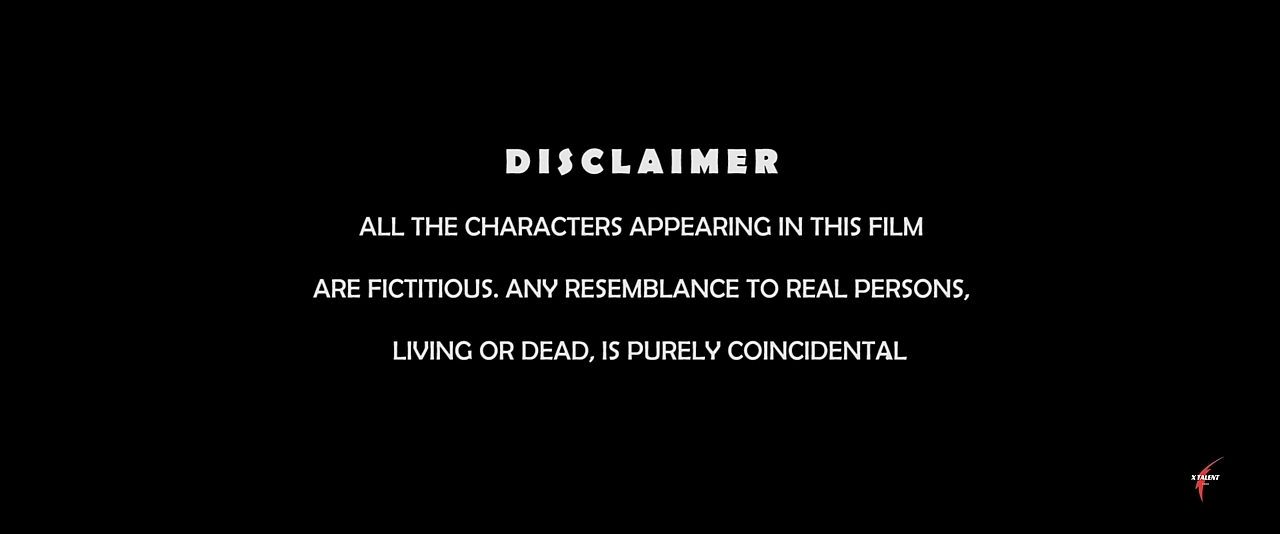 DISCLAIMER
ALL THE CHARACTERS APPEARING IN THIS FILM
ARE FICTITIOUS. ANY RESEMBLANCE TO REAL PERSONS,
LIVING OR DEAD, IS PURELY COINCIDENTAL
X TALENT